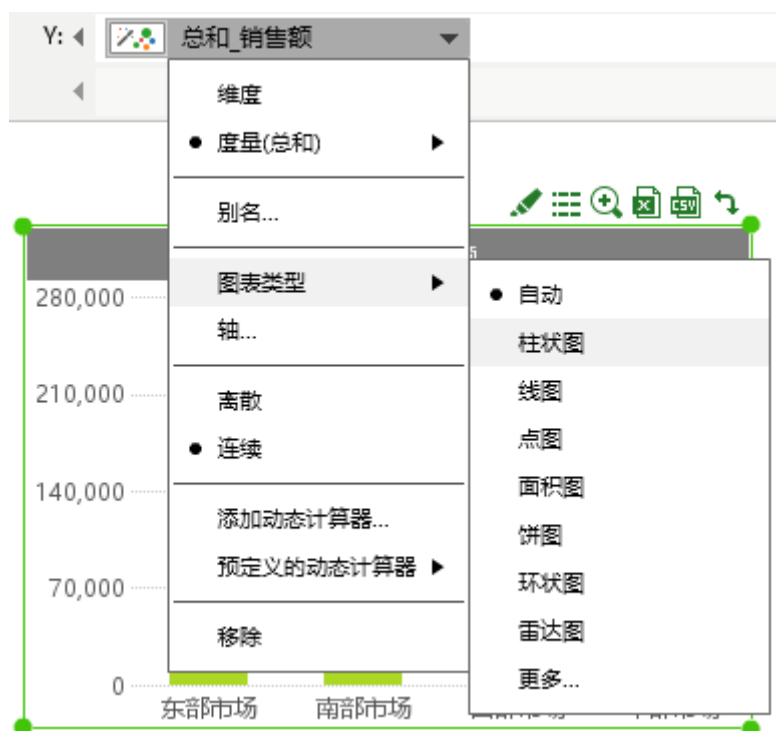 Y:
总和_销售额
维度
度量(总和)
别名...
图表类型
轴...
离散
连续
添加动态计算器...
预定义的动态计算器
移除
自动
柱状图
线图
点图
面积图
饼图
环状图
雷达图
更多...
CSV
280,000
210,000
140,000
70,000
0
东部市场
南部市场